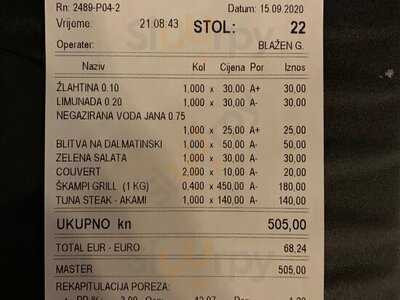 Rn: 2489-P04-2 Datum: 15.09.2020
Vrijeme: 21:08:43 STOL: 22
Operater: BLAŽEN G.
Naziv Kol Cijena Por Iznos
ŽLAHTINA 0.10 1,000 x 30,00 A+ 30,00
LIMUNADA 0.20 1,000 x 30,00 A- 30,00
NEGAZIRANA VODA JANA 0.75
1,000 x 25,00 A+ 25,00
BLITVA NA DALMATINSKI 1,000 x 50,00 A- 50,00
ZELENA SALATA 1,000 x 30,00 A- 30,00
COUVERT 2,000 x 10,00 A- 20,00
ŠKAMPI GRILL (1 KG) 0.400 x 450,00 A- 180,00
TUNA STEAK - AKAMI 1,000 x 140,00 A- 140,00
UKUPNO kn 505,00
TOTAL EUR - EURO 68,24
MASTER 505,00
REKAPITULACIJA POREZA: